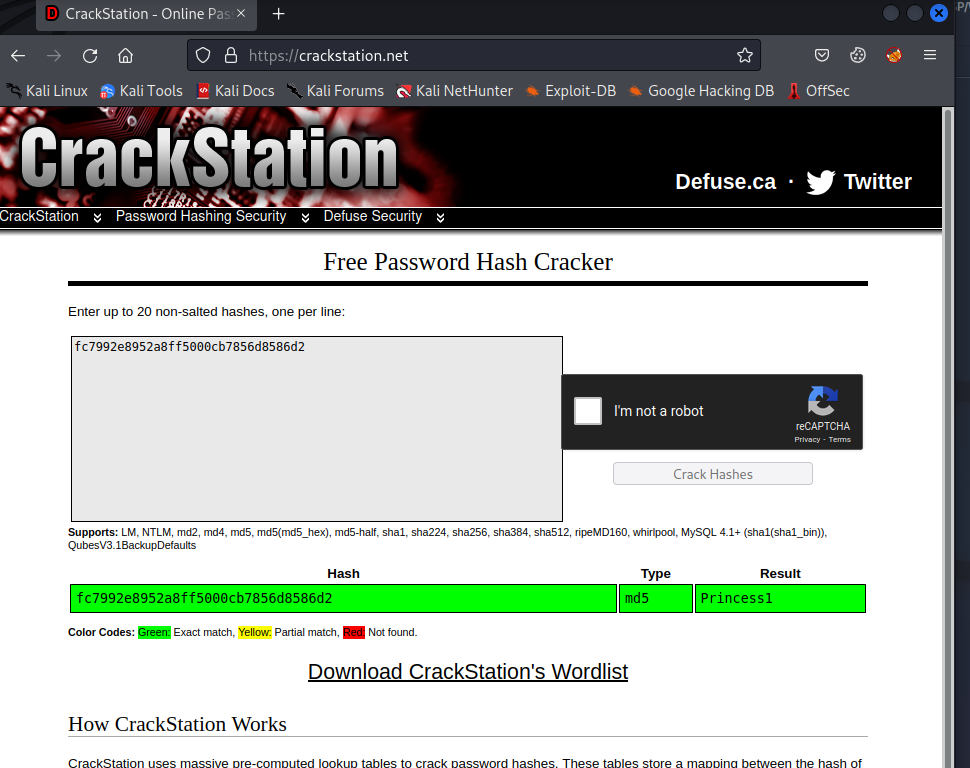 CrackStation - Online Pas
https://crackstation.net
Kali Linux Kali Tools Kali Docs Kali Forums Kali NetHunter Exploit-DB Google Hacking DB OffSec
CrackStation
Defuse.ca · Twitter
CrackStation Password Hashing Security Defuse Security
Free Password Hash Cracker
Enter up to 20 non-salted hashes, one per line:
fc7992e8952a8ff5000cb7856d8586d2
I'm not a robot
reCAPTCHA
Privacy - Terms
Crack Hashes
Supports: LM, NTLM, md2, md4, md5, md5(md5_hex), md5-half, sha1, sha224, sha256, sha384, sha512, ripeMD160, whirlpool, MySQL 4.1+ (sha1(sha1_bin)),
QubesV3.1BackupDefaults
Hash Type Result
fc7992e8952a8ff5000cb7856d8586d2 md5 Princess1
Color Codes: Green: Exact match, Yellow: Partial match, Red: Not found.
Download CrackStation's Wordlist
How CrackStation Works
CrackStation uses massive pre-computed lookup tables to crack password hashes. These tables store a mapping between the hash of